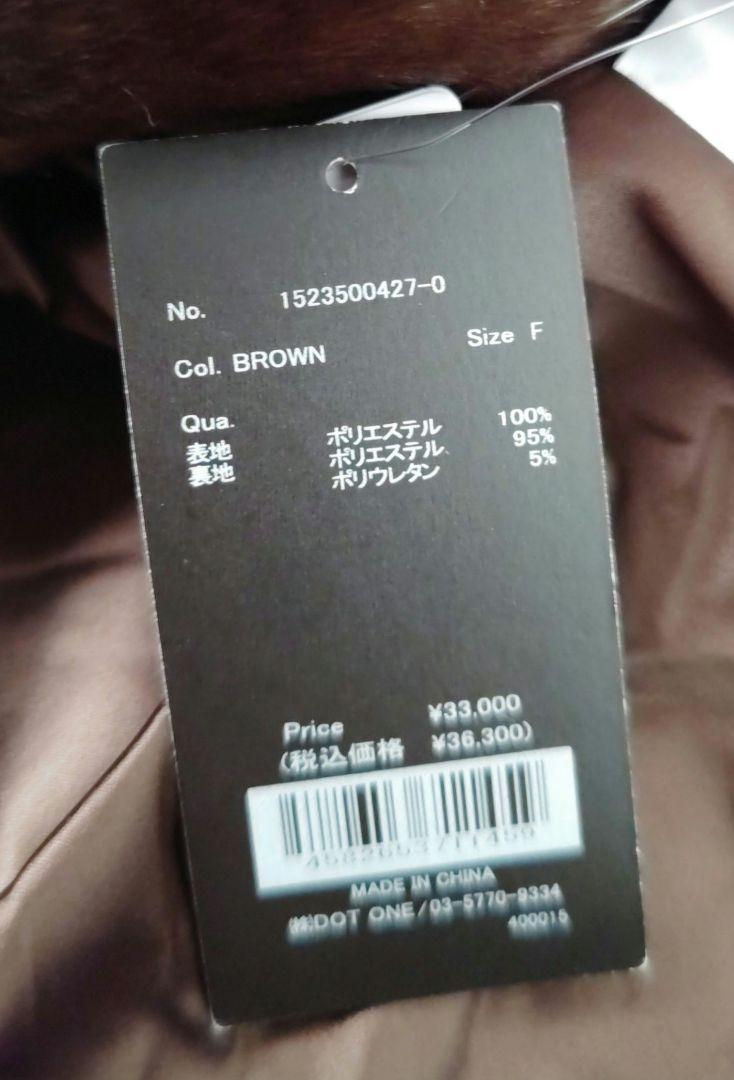 No. 1523500427-0
Col. BROWN Size F
Qua.
表地 ポリエステル 100%
裏地 ポリエステル 95%
ポリウレタン 5%
Price ¥33,000
(税込価格 ¥36,300)
4582653711459
MADE IN CHINA
㈱DOT ONE/03-5770-9334
400015